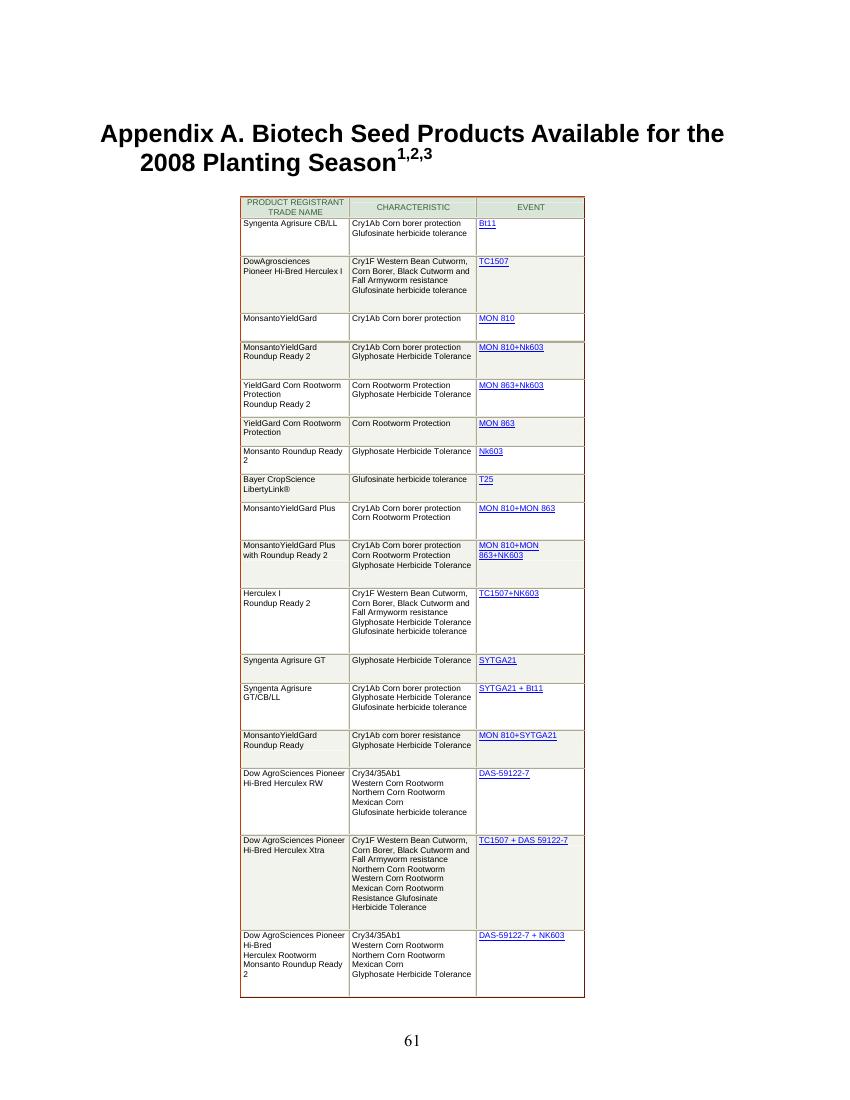 Appendix A. Biotech Seed Products Available for the
2008 Planting Season1,2,3
PRODUCT REGISTRANT
TRADE NAME
CHARACTERISTIC
EVENT
Syngenta Agrisure CB/LL
Cry1Ab Corn borer protection
Glufosinate herbicide tolerance
Bt11
DowAgrosciences
Pioneer Hi-Bred Herculex I
Cry1F Western Bean Cutworm,
Corn Borer, Black Cutworm and
Fall Armyworm resistance
Glufosinate herbicide tolerance
TC1507
MonsantoYieldGard
Cry1Ab Corn borer protection
MON 810
MonsantoYieldGard
Roundup Ready 2
Cry1Ab Corn borer protection
Glyphosate Herbicide Tolerance
MON 810+Nk603
YieldGard Corn Rootworm
Protection
Roundup Ready 2
Corn Rootworm Protection
Glyphosate Herbicide Tolerance
MON 863+Nk603
YieldGard Corn Rootworm
Protection
Corn Rootworm Protection
MON 863
Monsanto Roundup Ready
2
Glyphosate Herbicide Tolerance
Nk603
Bayer CropScience
LibertyLink®
Glufosinate herbicide tolerance
T25
MonsantoYieldGard Plus
Cry1Ab Corn borer protection
Corn Rootworm Protection
MON 810+MON 863
MonsantoYieldGard Plus
with Roundup Ready 2
Cry1Ab Corn borer protection
Corn Rootworm Protection
Glyphosate Herbicide Tolerance
MON 810+MON
863+NK603
Herculex I
Roundup Ready 2
Cry1F Western Bean Cutworm,
Corn Borer, Black Cutworm and
Fall Armyworm resistance
Glyphosate Herbicide Tolerance
Glufosinate herbicide tolerance
TC1507+NK603
Syngenta Agrisure GT
Glyphosate Herbicide Tolerance
SYTGA21
Syngenta Agrisure
GT/CB/LL
Cry1Ab Corn borer protection
Glyphosate Herbicide Tolerance
Glufosinate herbicide tolerance
SYTGA21 + Bt11
MonsantoYieldGard
Roundup Ready
Cry1Ab corn borer resistance
Glyphosate Herbicide Tolerance
MON 810+SYTGA21
Dow AgroSciences Pioneer
Hi-Bred Herculex RW
Cry34/35Ab1
Western Corn Rootworm
Northern Corn Rootworm
Mexican Corn
Glufosinate herbicide tolerance
DAS-59122-7
Dow AgroSciences Pioneer
Hi-Bred Herculex Xtra
Cry1F Western Bean Cutworm,
Corn Borer, Black Cutworm and
Fall Armyworm resistance
Northern Corn Rootworm
Western Corn Rootworm
Mexican Corn Rootworm
Resistance Glufosinate
Herbicide Tolerance
TC1507 + DAS 59122-7
Dow AgroSciences Pioneer
Hi-Bred
Herculex Rootworm
Monsanto Roundup Ready
2
Cry34/35Ab1
Western Corn Rootworm
Northern Corn Rootworm
Mexican Corn
Glyphosate Herbicide Tolerance
DAS-59122-7 + NK603
61